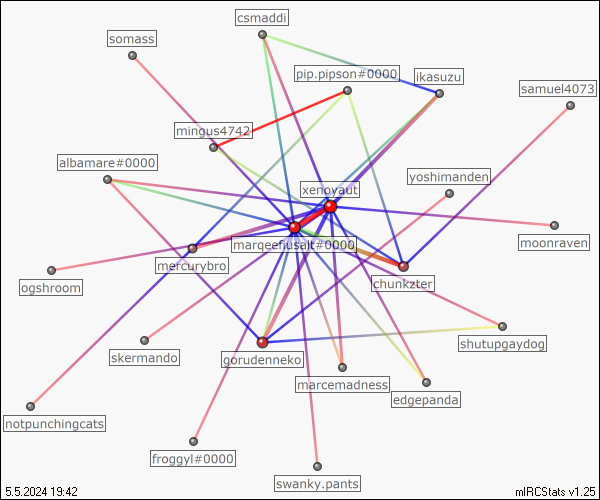 csmaddi
somass
pip.pipson#0000
ikasuzu
samuel4073
mingus4742
albamare#0000
yoshimanden
xenoyaut
moonraven
marqeefiusalt#0000
mercurybro
chunkzter
ogshroom
shutupgaydog
skermando
gorudenneko
marcemadness
edgepanda
notpunchingcats
froggyl#0000
swanky.pants
5.5.2024 19:42
mIRCStats v1.25